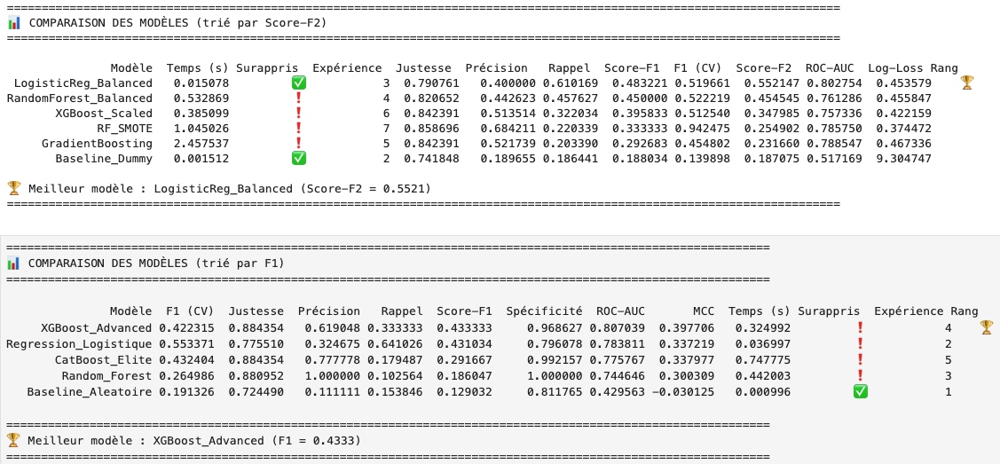 ========================================================================================================================
📊 COMPARAISON DES MODÈLES (trié par Score-F2)
========================================================================================================================
Modèle Temps (s) Surappris Expérience Justesse Précision Rappel Score-F1 F1 (CV) Score-F2 ROC-AUC Log-Loss Rang
LogisticReg_Balanced 0.015078 ✅ 3 0.790761 0.400000 0.610169 0.483221 0.519661 0.552147 0.802754 0.453579 🏆
RandomForest_Balanced 0.532869 ❗ 4 0.820652 0.442623 0.457627 0.450000 0.522219 0.454545 0.761286 0.455847
XGBoost_Scaled 0.385099 ❗ 6 0.842391 0.513514 0.322034 0.395833 0.512540 0.347985 0.757336 0.422159
RF_SMOTE 1.045026 ❗ 7 0.858696 0.684211 0.220339 0.333333 0.942475 0.254902 0.785750 0.374472
GradientBoosting 2.457537 ❗ 5 0.842391 0.521739 0.203390 0.292683 0.454802 0.231660 0.788547 0.467336
Baseline_Dummy 0.001512 ✅ 2 0.741848 0.189655 0.186441 0.188034 0.139898 0.187075 0.517169 9.304747
🏆 Meilleur modèle : LogisticReg_Balanced (Score-F2 = 0.5521)
========================================================================================================================
==============================================================================================================
📊 COMPARAISON DES MODÈLES (trié par F1)
==============================================================================================================
Modèle F1 (CV) Justesse Précision Rappel Score-F1 Spécificité ROC-AUC MCC Temps (s) Surappris Expérience Rang
XGBoost_Advanced 0.422315 0.884354 0.619048 0.333333 0.433333 0.968627 0.807039 0.397706 0.324992 ❗ 4 🏆
Regression_Logistique 0.553371 0.775510 0.324675 0.641026 0.431034 0.796078 0.783811 0.337219 0.036997 ❗ 2
CatBoost_Elite 0.432404 0.884354 0.777778 0.179487 0.291667 0.992157 0.775767 0.337977 0.747775 ❗ 5
Random_Forest 0.264986 0.880952 1.000000 0.102564 0.186047 1.000000 0.744646 0.300309 0.442003 ❗ 3
Baseline_Aleatoire 0.191326 0.724490 0.111111 0.153846 0.129032 0.811765 0.429563 -0.030125 0.000996 ✅ 1
==============================================================================================================
🏆 Meilleur modèle : XGBoost_Advanced (F1 = 0.4333)
==============================================================================================================